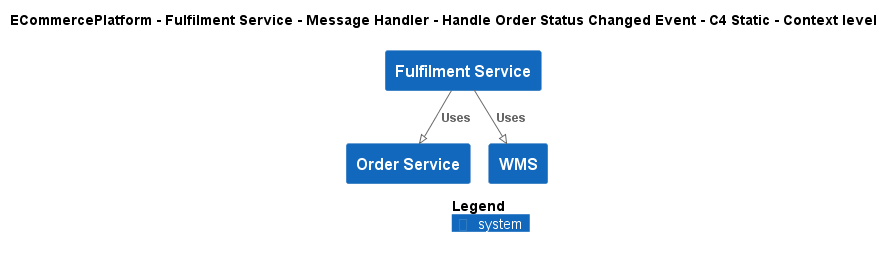 ECommercePlatform - Fulfilment Service - Message Handler - Handle Order Status Changed Event - C4 Static - Context level
Fulfilment Service
Uses
Uses
Order Service
WMS
Legend
system